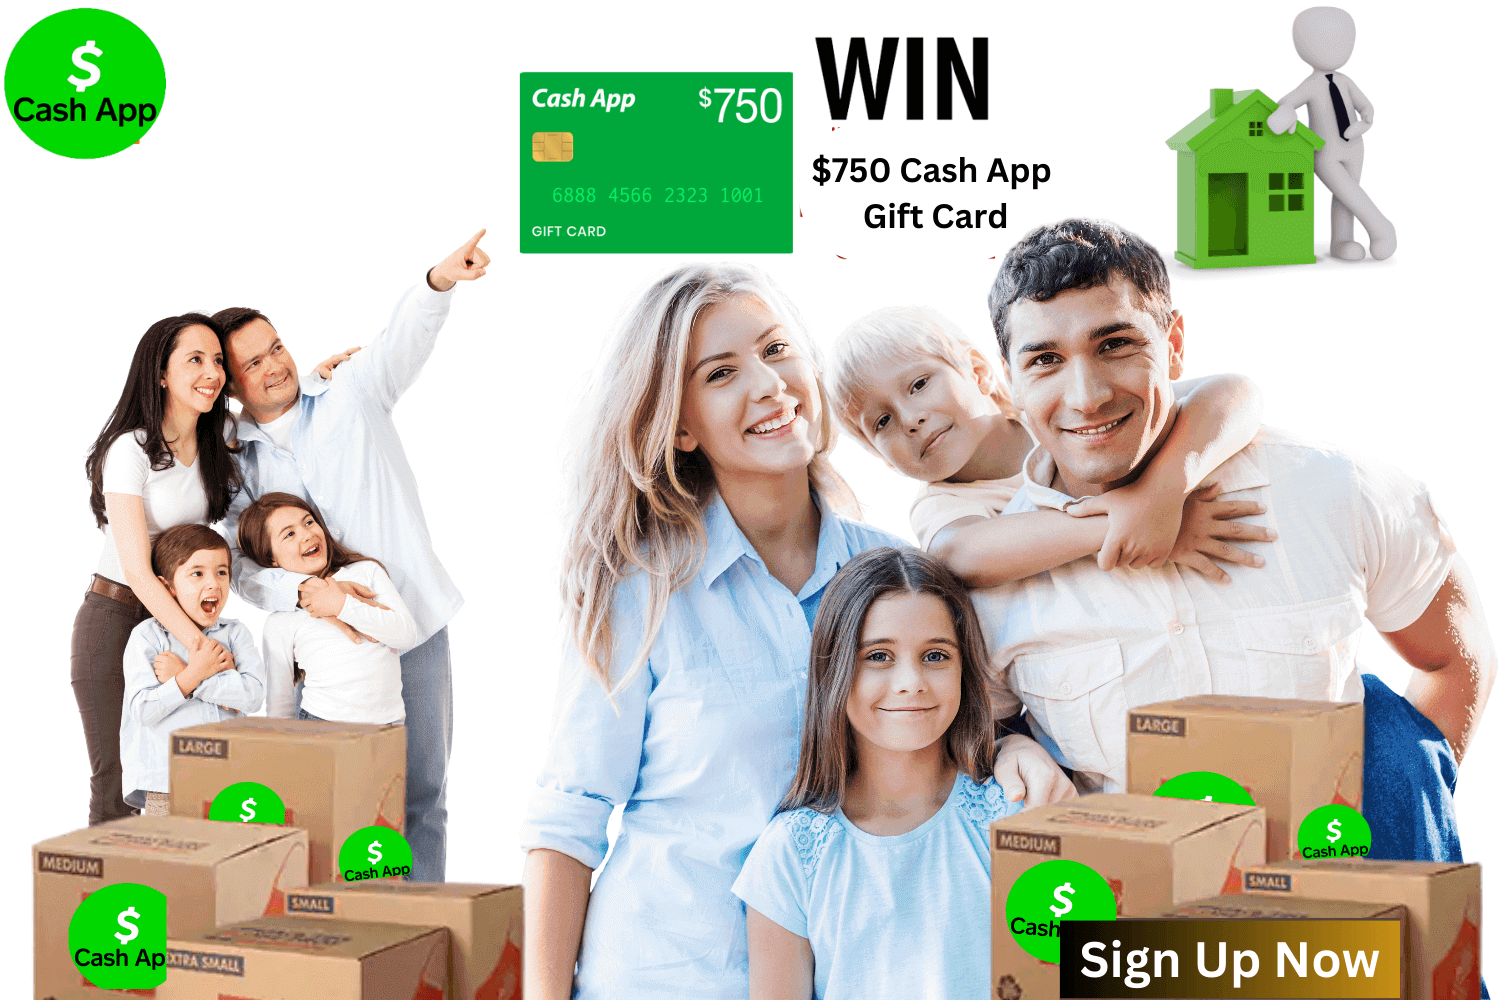 $
Cash App
Cash App
$750
6888 4566 2323 1001
GIFT CARD
WIN
$750 Cash App
Gift Card
LARGE
$
$
Cash App
MEDIUM
SMALL
$
Cash Ap
EXTRA SMALL
LARGE
$
$
Cash App
MEDIUM
SMALL
$
Cash
Sign Up Now